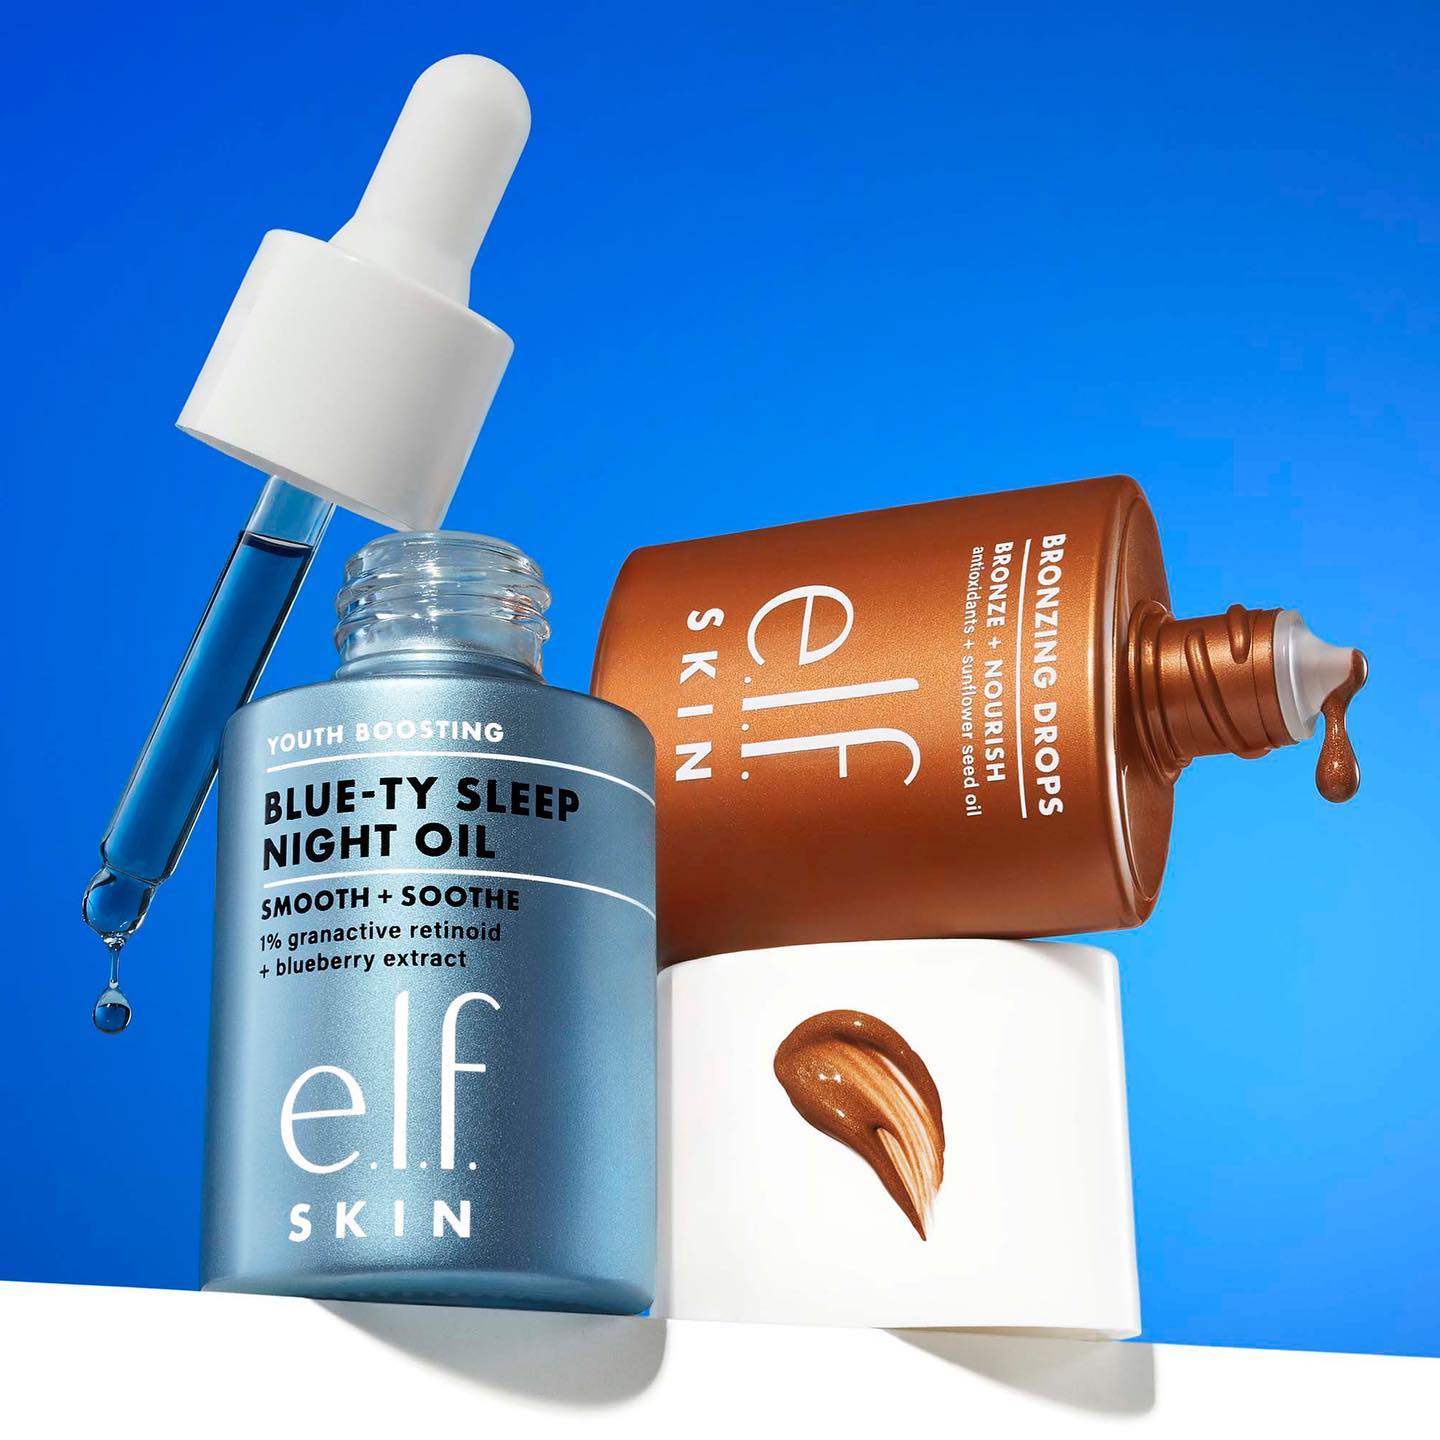 YOUTH BOOSTING
BLUE-TY SLEEP
NIGHT OIL
SMOOTH + SOOTHE
1% granactive retinoid
+ blueberry extract
e.l.f.
SKIN
BRONZING DROPS
BRONZE + NOURISH
antioxidants + sunflower seed oil
e.l.f.
SKIN